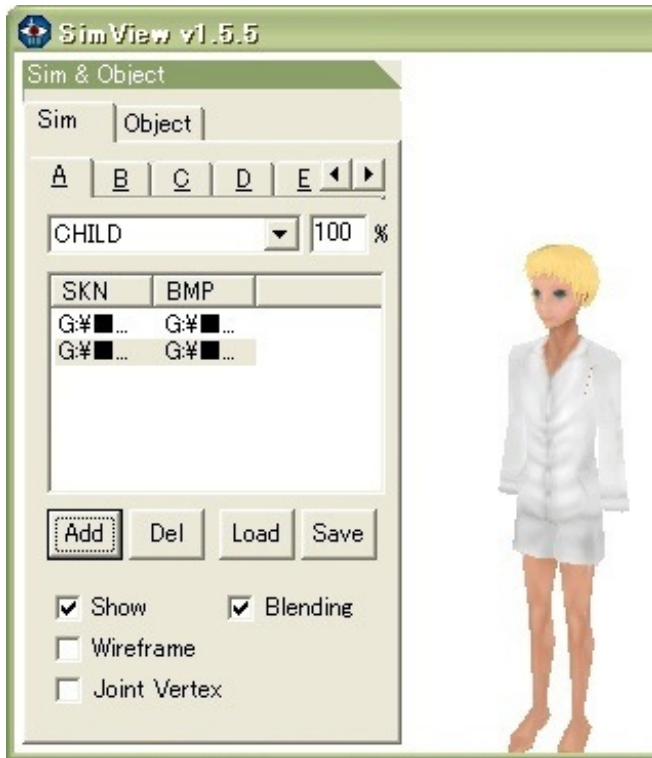 SimView v1.5.5
Sim & Object
Sim Object
A B C D E
CHILD 100 %
SKN BMP
G:¥■... G:¥■...
G:¥■... G:¥■...
Add Del Load Save
Show Blending
Wireframe
Joint Vertex